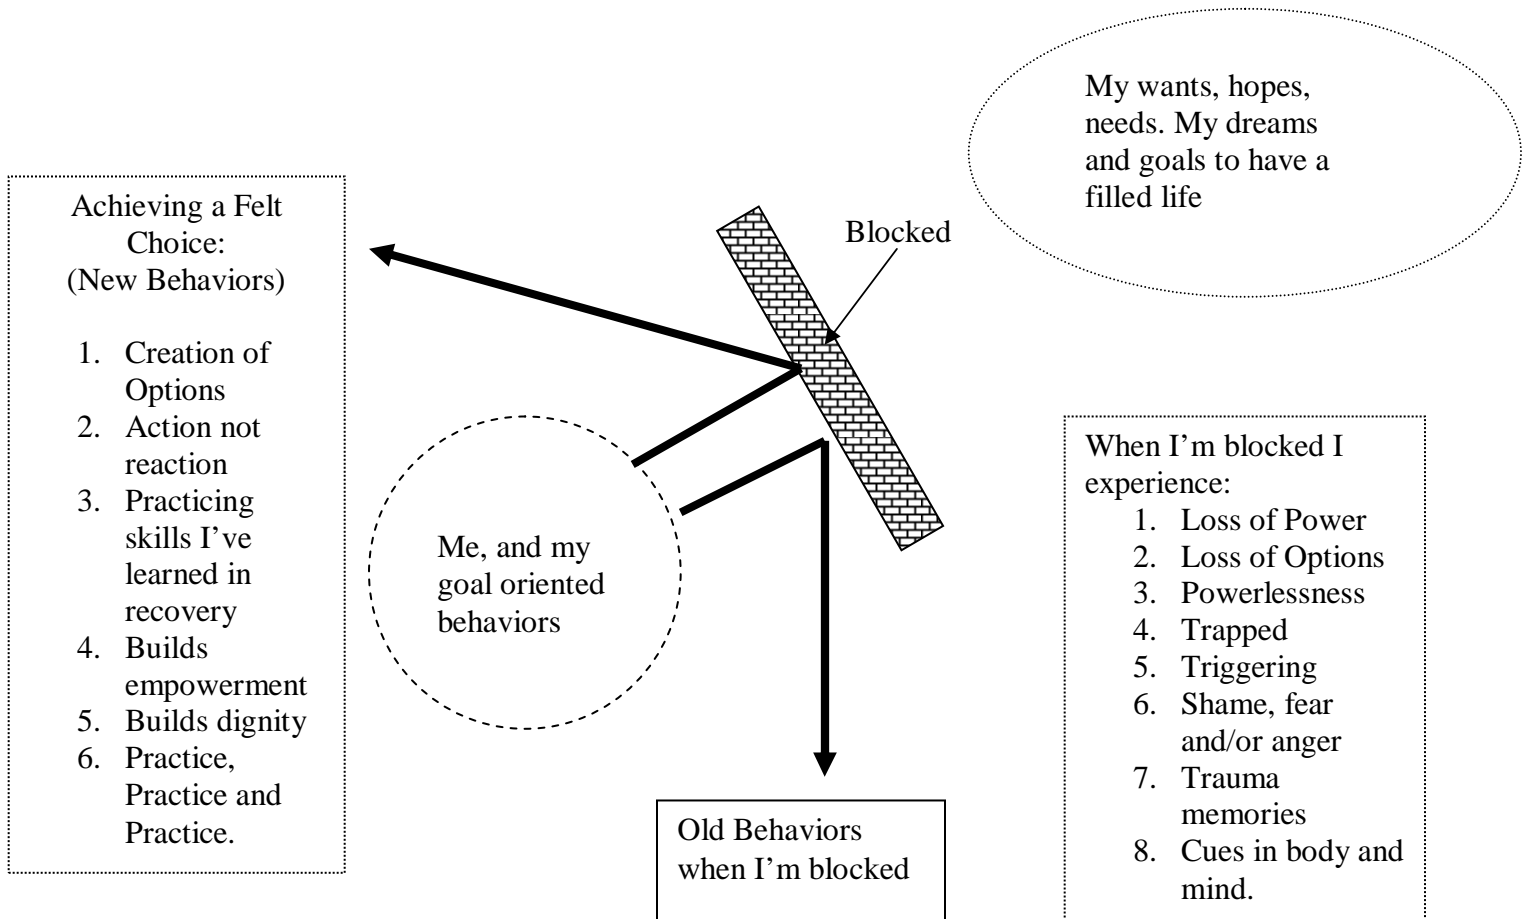 My wants, hopes,
needs. My dreams
and goals to have a
filled life
Achieving a Felt
Choice:
(New Behaviors)
1. Creation of
Options
2. Action not
reaction
3. Practicing
skills I’ve
learned in
recovery
4. Builds
empowerment
5. Builds dignity
6. Practice,
Practice and
Practice.
Blocked
Me, and my
goal oriented
behaviors
When I’m blocked I
experience:
1. Loss of Power
2. Loss of Options
3. Powerlessness
4. Trapped
5. Triggering
6. Shame, fear
and/or anger
7. Trauma
memories
8. Cues in body and
mind.
Old Behaviors
when I’m blocked